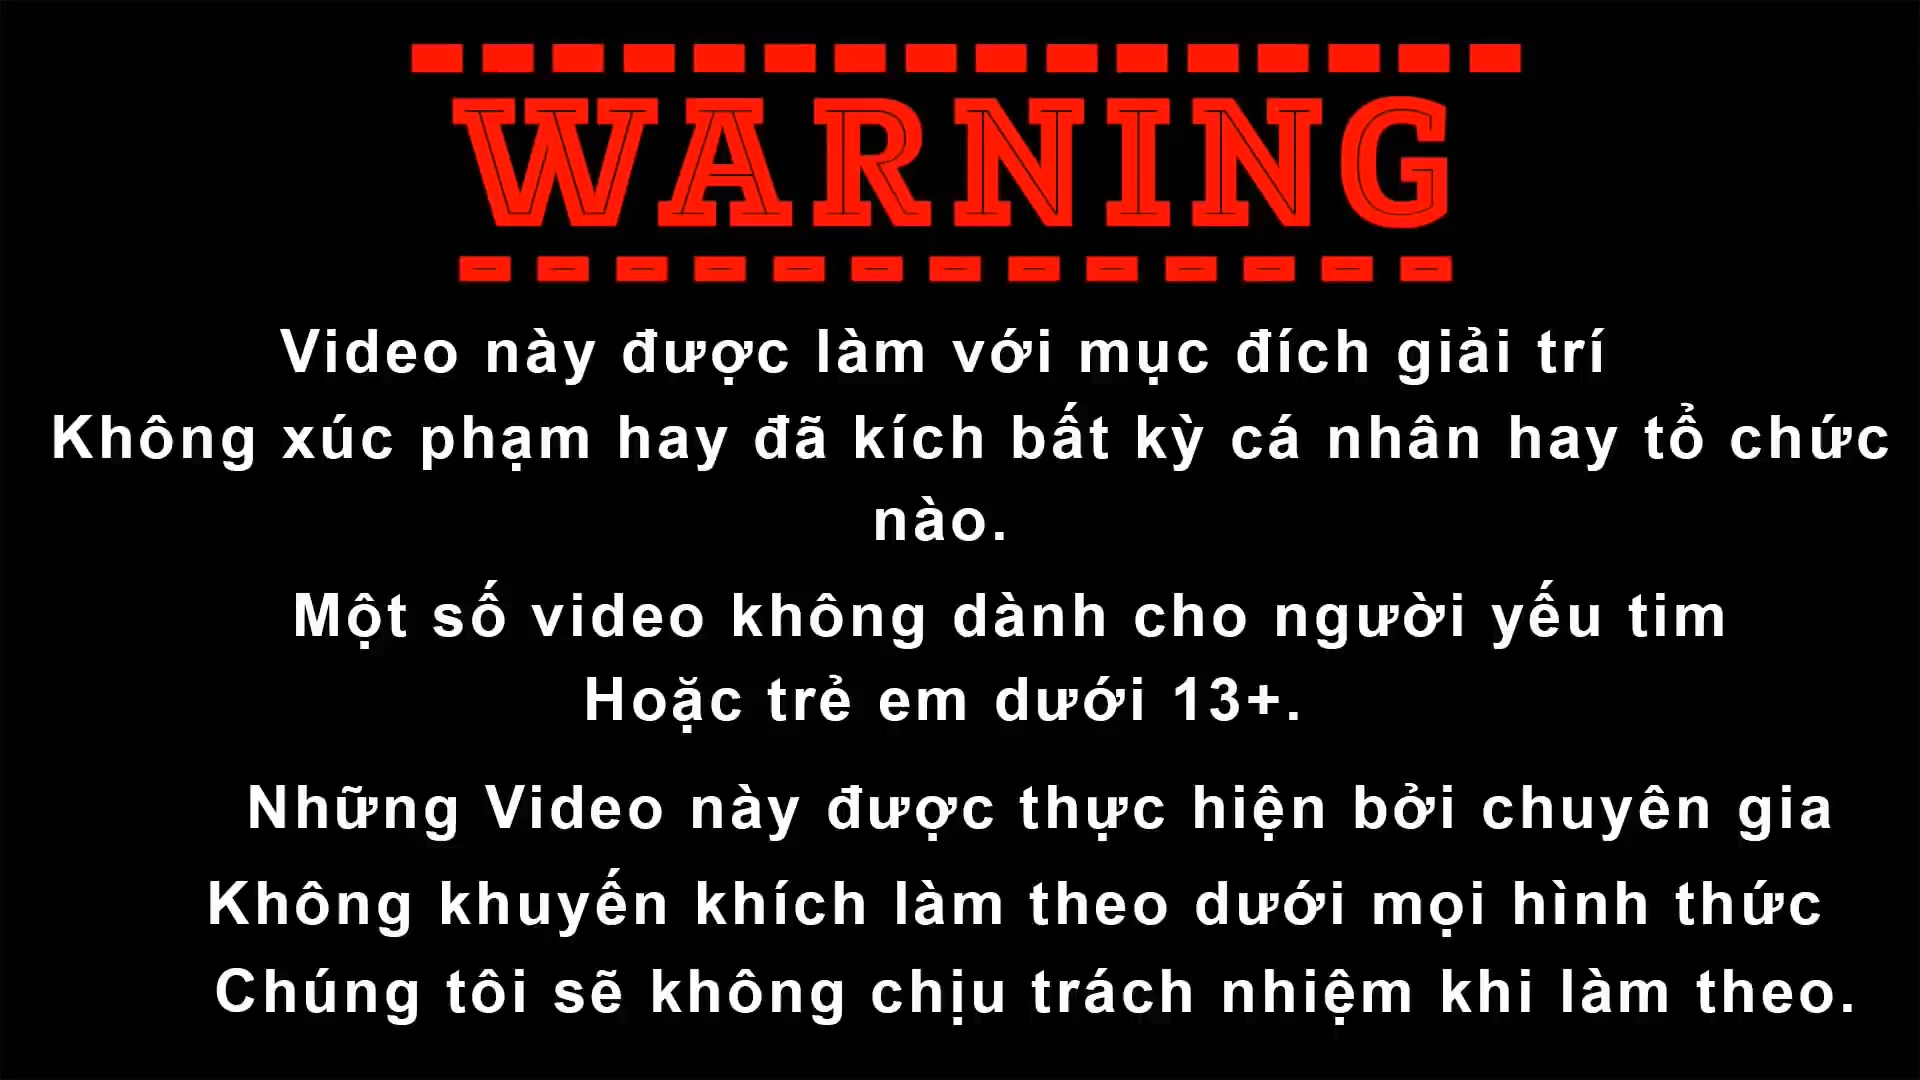 WARNING
Video này được làm với mục đích giải trí
Không xúc phạm hay đã kích bất kỳ cá nhân hay tổ chức
nào.
Một số video không dành cho người yếu tim
Hoặc trẻ em dưới 13+.
Những Video này được thực hiện bởi chuyên gia
Không khuyến khích làm theo dưới mọi hình thức
Chúng tôi sẽ không chịu trách nhiệm khi làm theo.